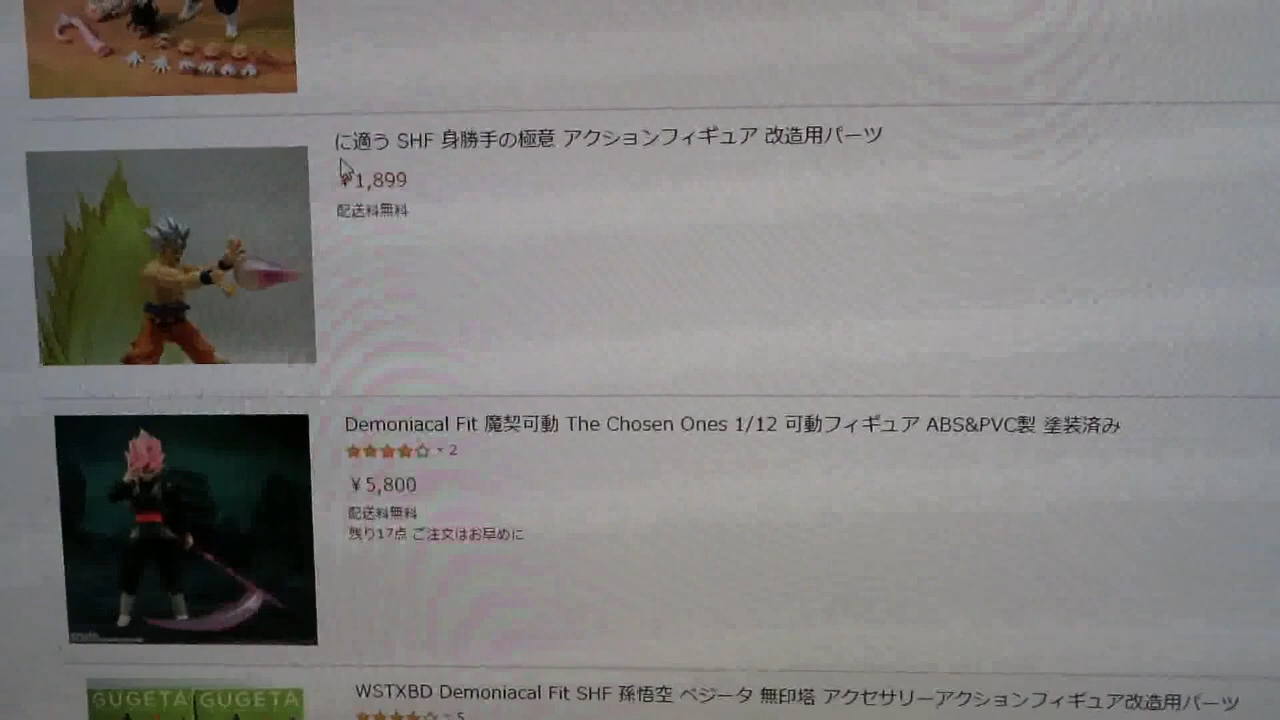 に適う SHF 身勝手の極意 アクションフィギュア 改造用パーツ
¥1,899
配送料無料
Demoniacal Fit 魔契可動 The Chosen Ones 1/12 可動フィギュア ABS&PVC製 塗装済み
2
¥5,800
配送料無料
残り17点 ご注文はお早めに
GUGETA GUGETA
WSTXBD Demoniacal Fit SHF 孫悟空 ベジータ 無印塔 アクセサリーアクションフィギュア改造用パーツ
5